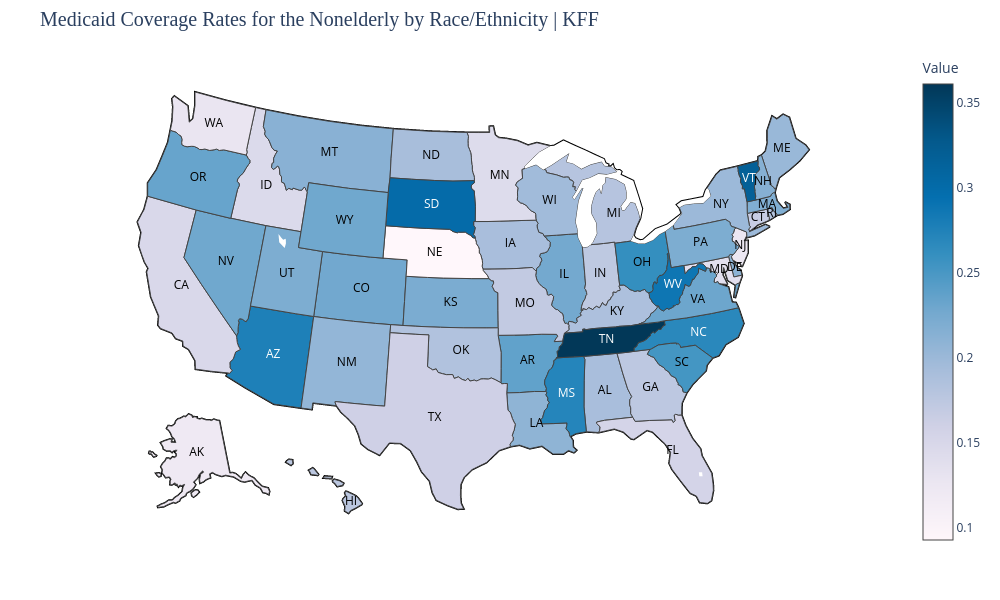 Medicaid Coverage Rates for the Nonelderly by Race/Ethnicity | KFF
Value
0.35
0.3
0.25
0.2
0.15
0.1
WA
MT
ND
MN
ME
OR
ID
WY
SD
WI
MI
VT
NH
NY
MA
CT
RI
NV
UT
NE
IA
PA
NJ
CA
CO
KS
MO
IL
IN
OH
WV
MD
DE
VA
KY
AZ
NM
OK
AR
TN
NC
SC
TX
LA
MS
AL
GA
FL
AK
HI